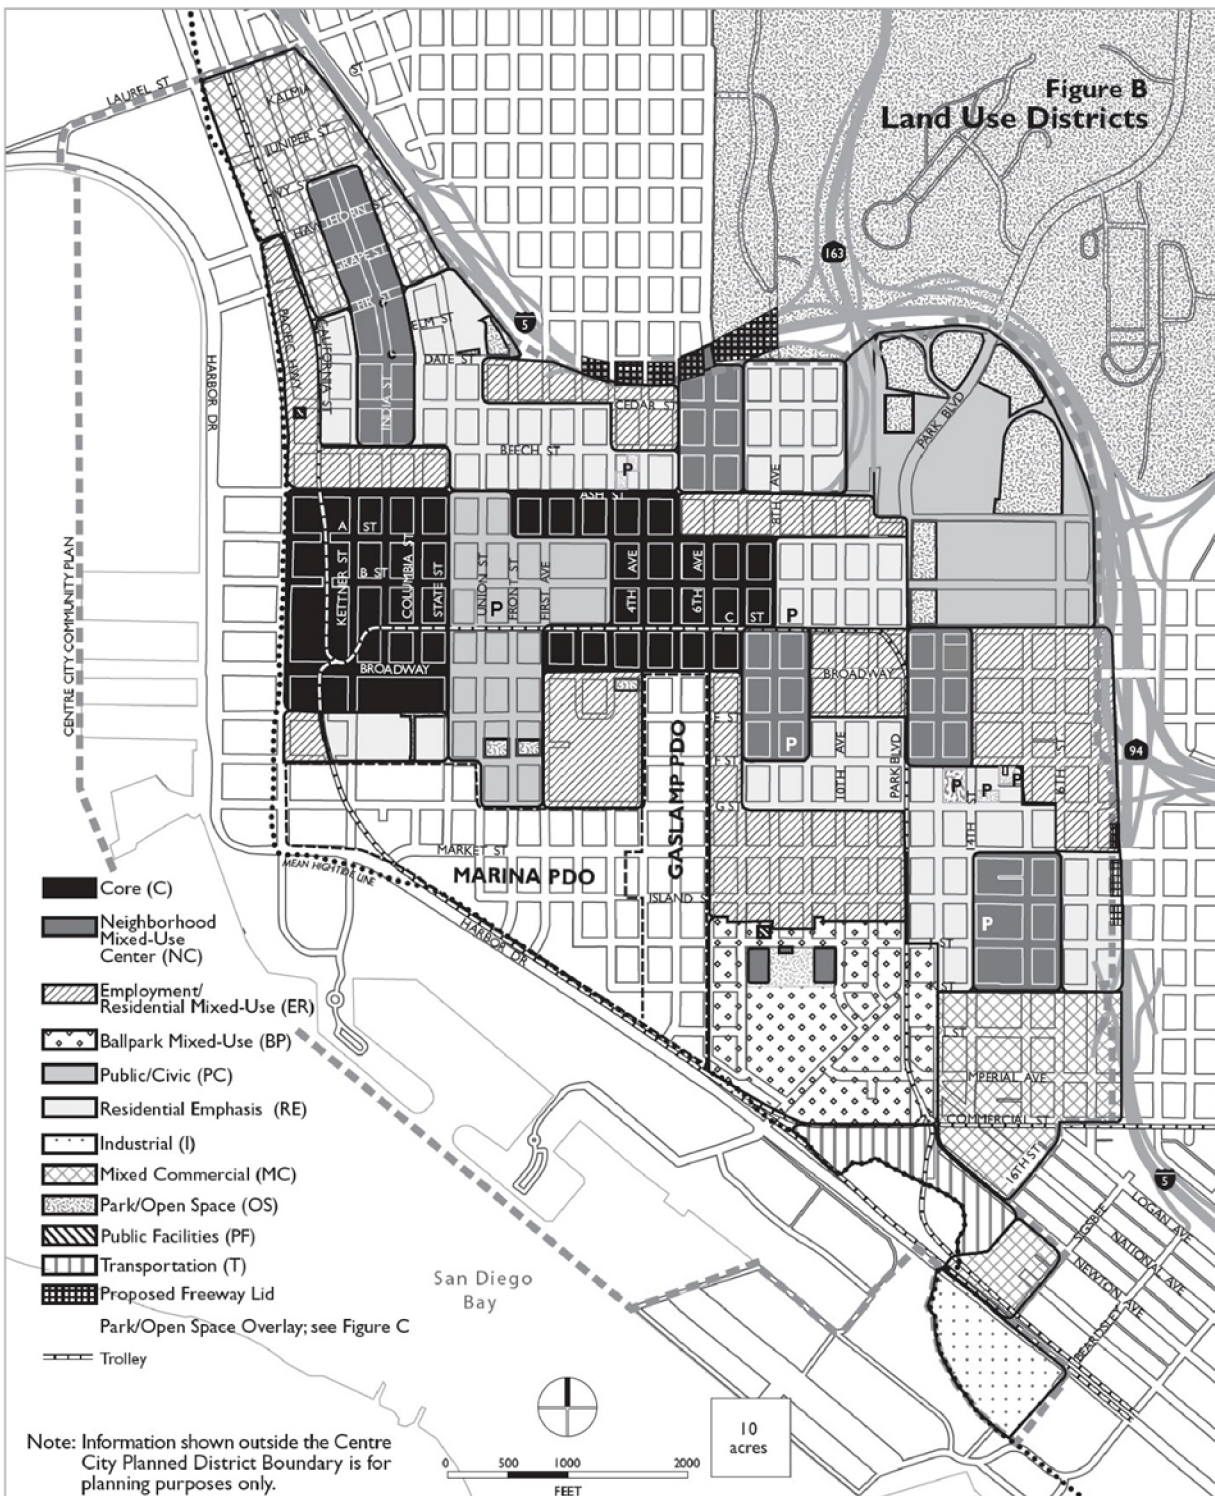 Figure B
Land Use Districts
LAUREL ST
KALMIA
ST
JUNIPER ST
IVY S
HAWTHORN ST
GRAPE ST
FIR ST
ELM ST
DATE ST
CEDAR S
BEECH ST
ASH ST
PACIFIC HWY
CALIFORNIA ST
INDIA ST
HARBOR DR
CENTRE CITY COMMUNITY PLAN
163
5
PARK BLVD
8TH AVE
P
A ST
B ST
C ST
KETTNER ST
COLUMBIA ST
STATE ST
UNION ST
FRONT ST
FIRST AVE
4TH AVE
6TH AVE
P
P
BROADWAY
BROADWAY
E S
F ST
G S
P
10TH AVE
PARK BLVD
14TH ST
P
P
P
94
GASLAMP PDO
MARKET ST
MARINA PDO
ISLAND S
MEAN HIGH TIDE LINE
HARBOR DR
P
ST
ST
ST
MPERIAL AVE
COMMERCIAL ST
16TH ST
5
SIGSBEE
LOGAN AVE
NATIONAL AVE
NEWTON AVE
BEARDSLEY
San Diego
Bay
Core (C)
Neighborhood
Mixed-Use
Center (NC)
Employment/
Residential Mixed-Use (ER)
Ballpark Mixed-Use (BP)
Public/Civic (PC)
Residential Emphasis (RE)
Industrial (I)
Mixed Commercial (MC)
Park/Open Space (OS)
Public Facilities (PF)
Transportation (T)
Proposed Freeway Lid
Park/Open Space Overlay; see Figure C
Trolley
Note: Information shown outside the Centre
City Planned District Boundary is for
planning purposes only.
0 500 1000 2000
FEET
10
acres